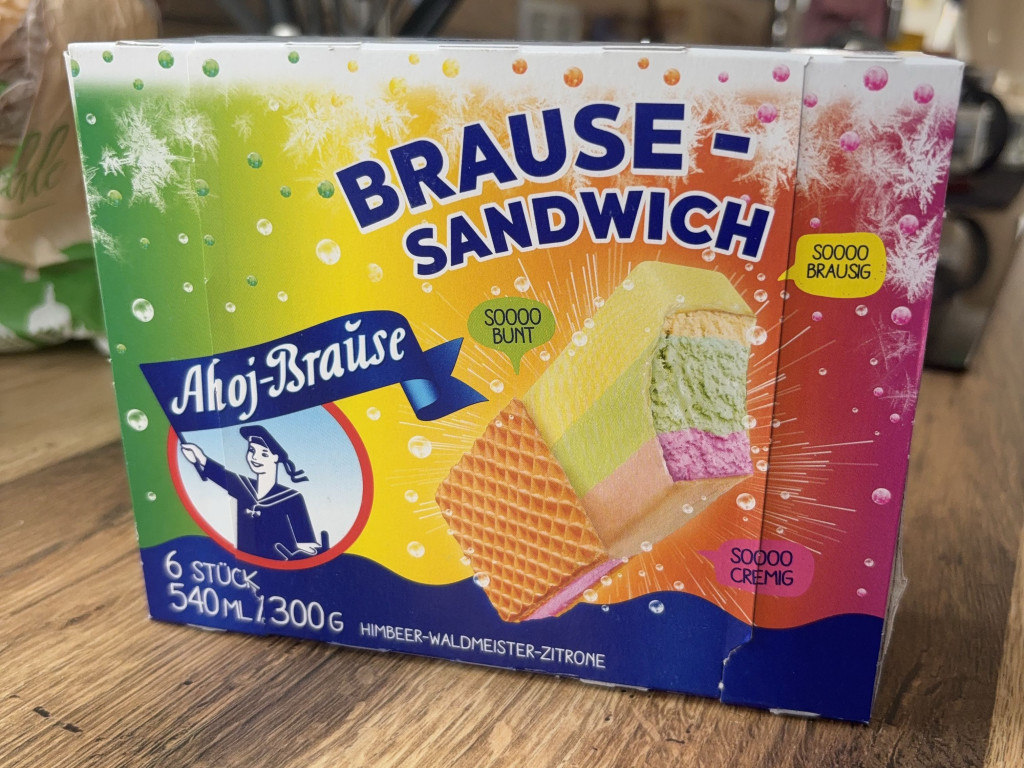 BRAUSE-
SANDWICH
SOOOO
BRAUSIG
SOOOO
BUNT
Ahoj-Brause
SOOOO
CREMIG
6 STÜCK
540 ML / 300 G
HIMBEER-WALDMEISTER-ZITRONE